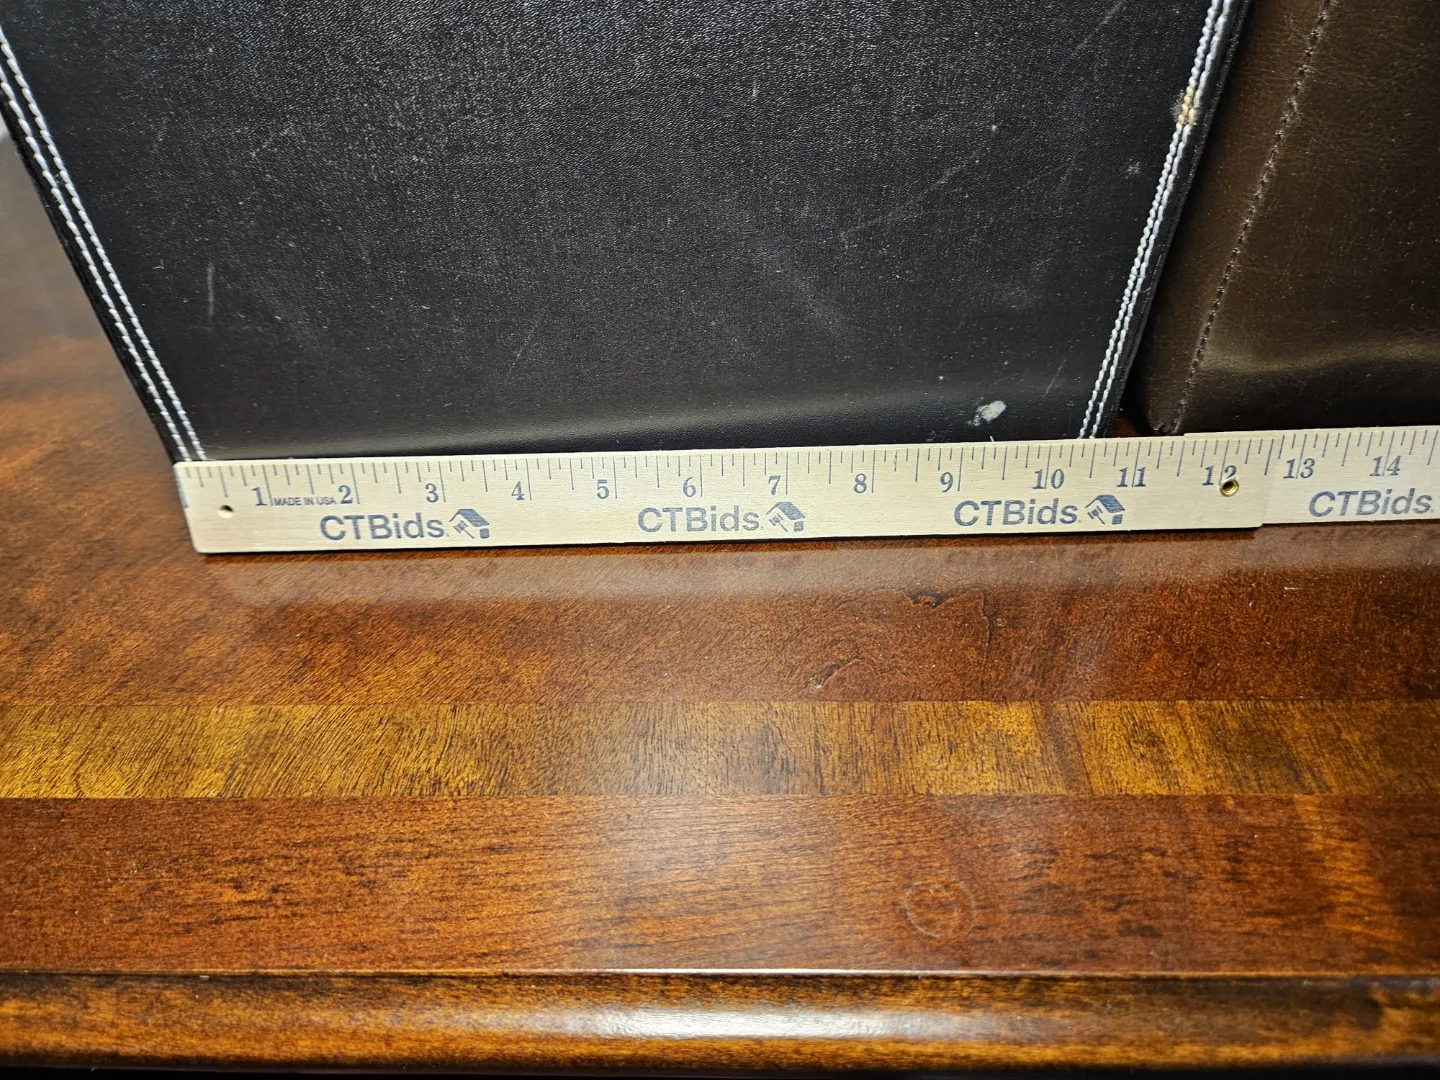 1 MADE IN USA 2 3 4 5 6 7 8 9 10 11 12 13 14
CTBids. CTBids. CTBids. CTBids.